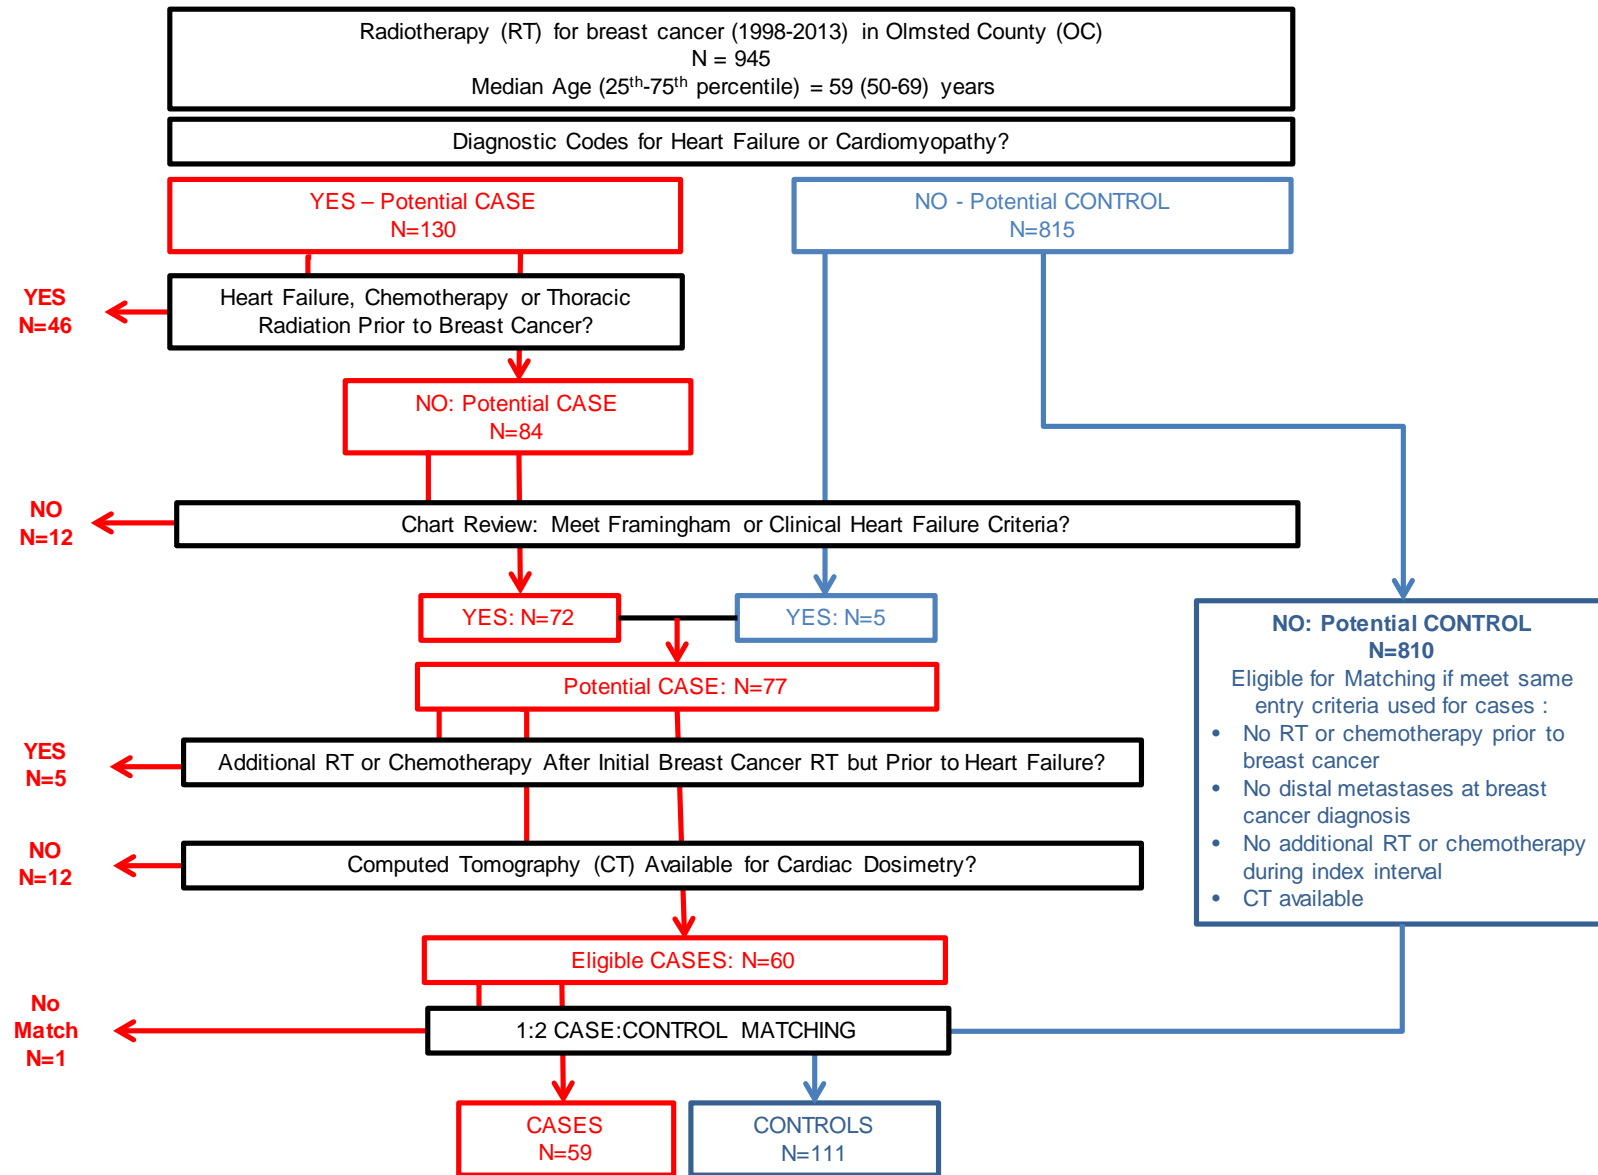 Radiotherapy (RT) for breast cancer (1998-2013) in Olmsted County (OC)
N = 945
Median Age (25th-75th percentile) = 59 (50-69) years
Diagnostic Codes for Heart Failure or Cardiomyopathy?
YES – Potential CASE
N=130
NO - Potential CONTROL
N=815
YES
N=46
Heart Failure, Chemotherapy or Thoracic
Radiation Prior to Breast Cancer?
NO: Potential CASE
N=84
NO
N=12
Chart Review: Meet Framingham or Clinical Heart Failure Criteria?
YES: N=72
YES: N=5
NO: Potential CONTROL
N=810
Eligible for Matching if meet same
entry criteria used for cases :
• No RT or chemotherapy prior to
breast cancer
• No distal metastases at breast
cancer diagnosis
• No additional RT or chemotherapy
during index interval
• CT available
Potential CASE: N=77
YES
N=5
Additional RT or Chemotherapy After Initial Breast Cancer RT but Prior to Heart Failure?
NO
N=12
Computed Tomography (CT) Available for Cardiac Dosimetry?
Eligible CASES: N=60
No
Match
N=1
1:2 CASE:CONTROL MATCHING
CASES
N=59
CONTROLS
N=111